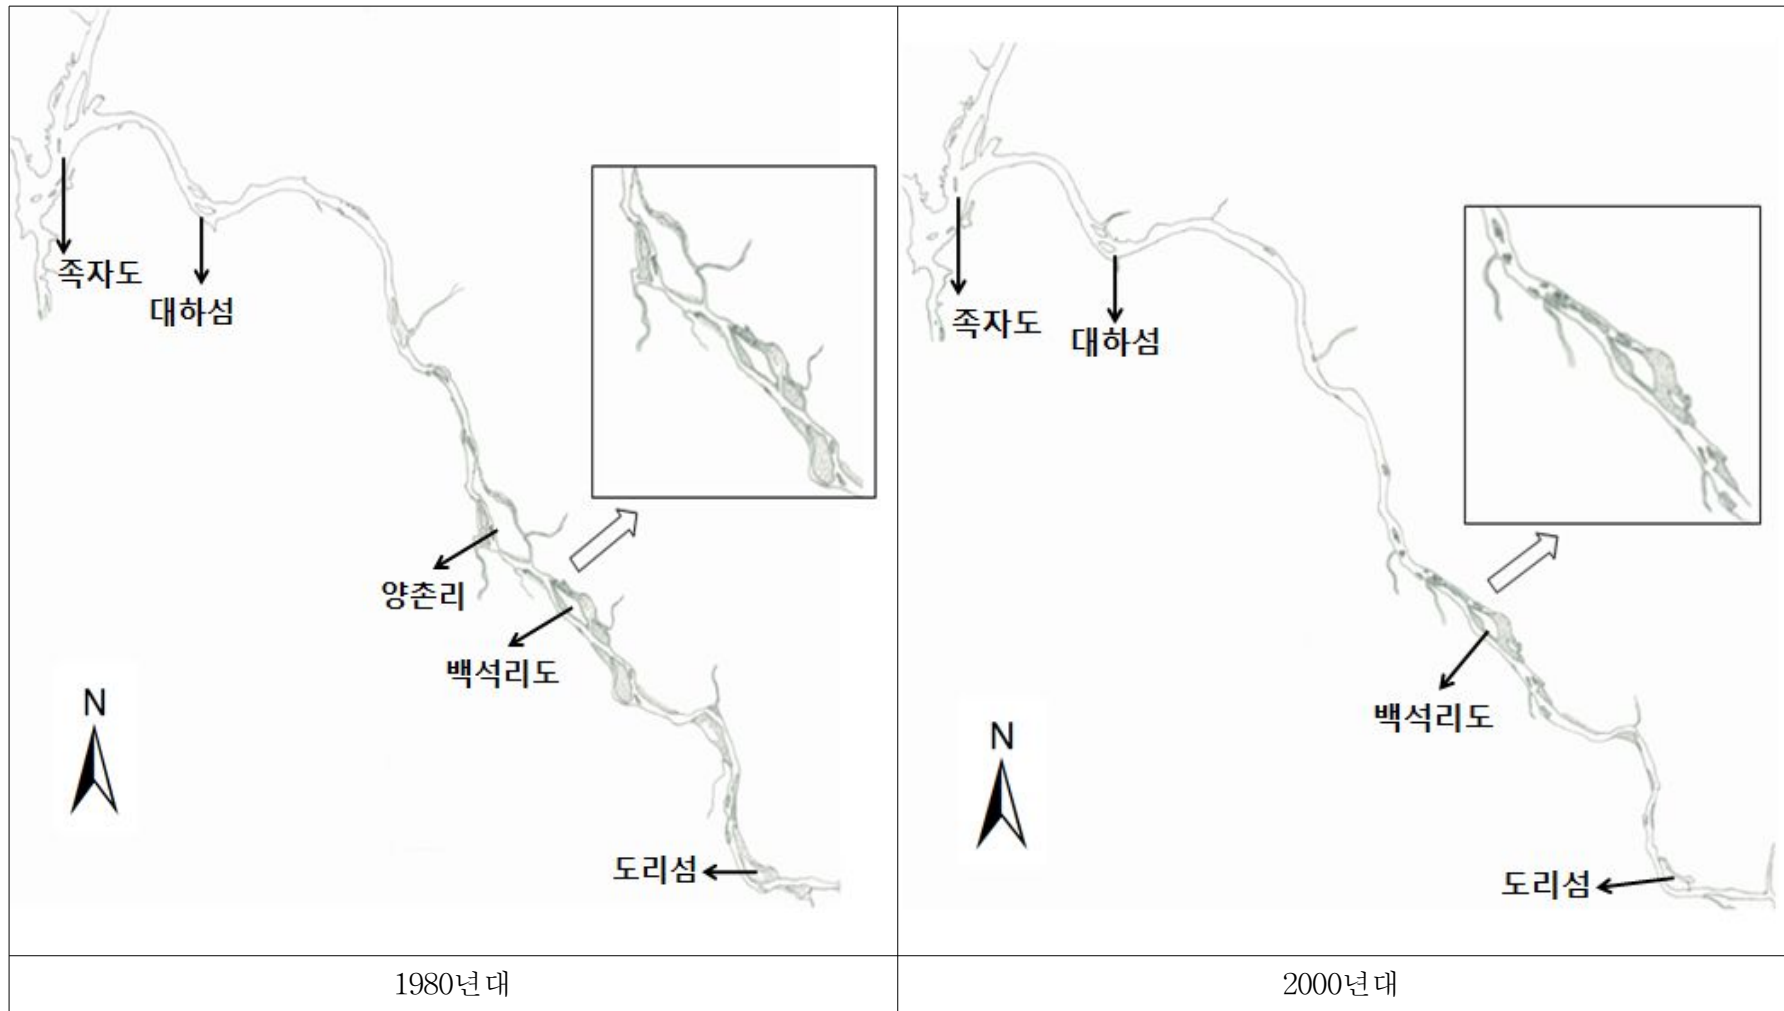 족자도
대하섬
양촌리
백석리도
N
도리섬
1980년대
족자도
대하섬
백석리도
N
도리섬
2000년대